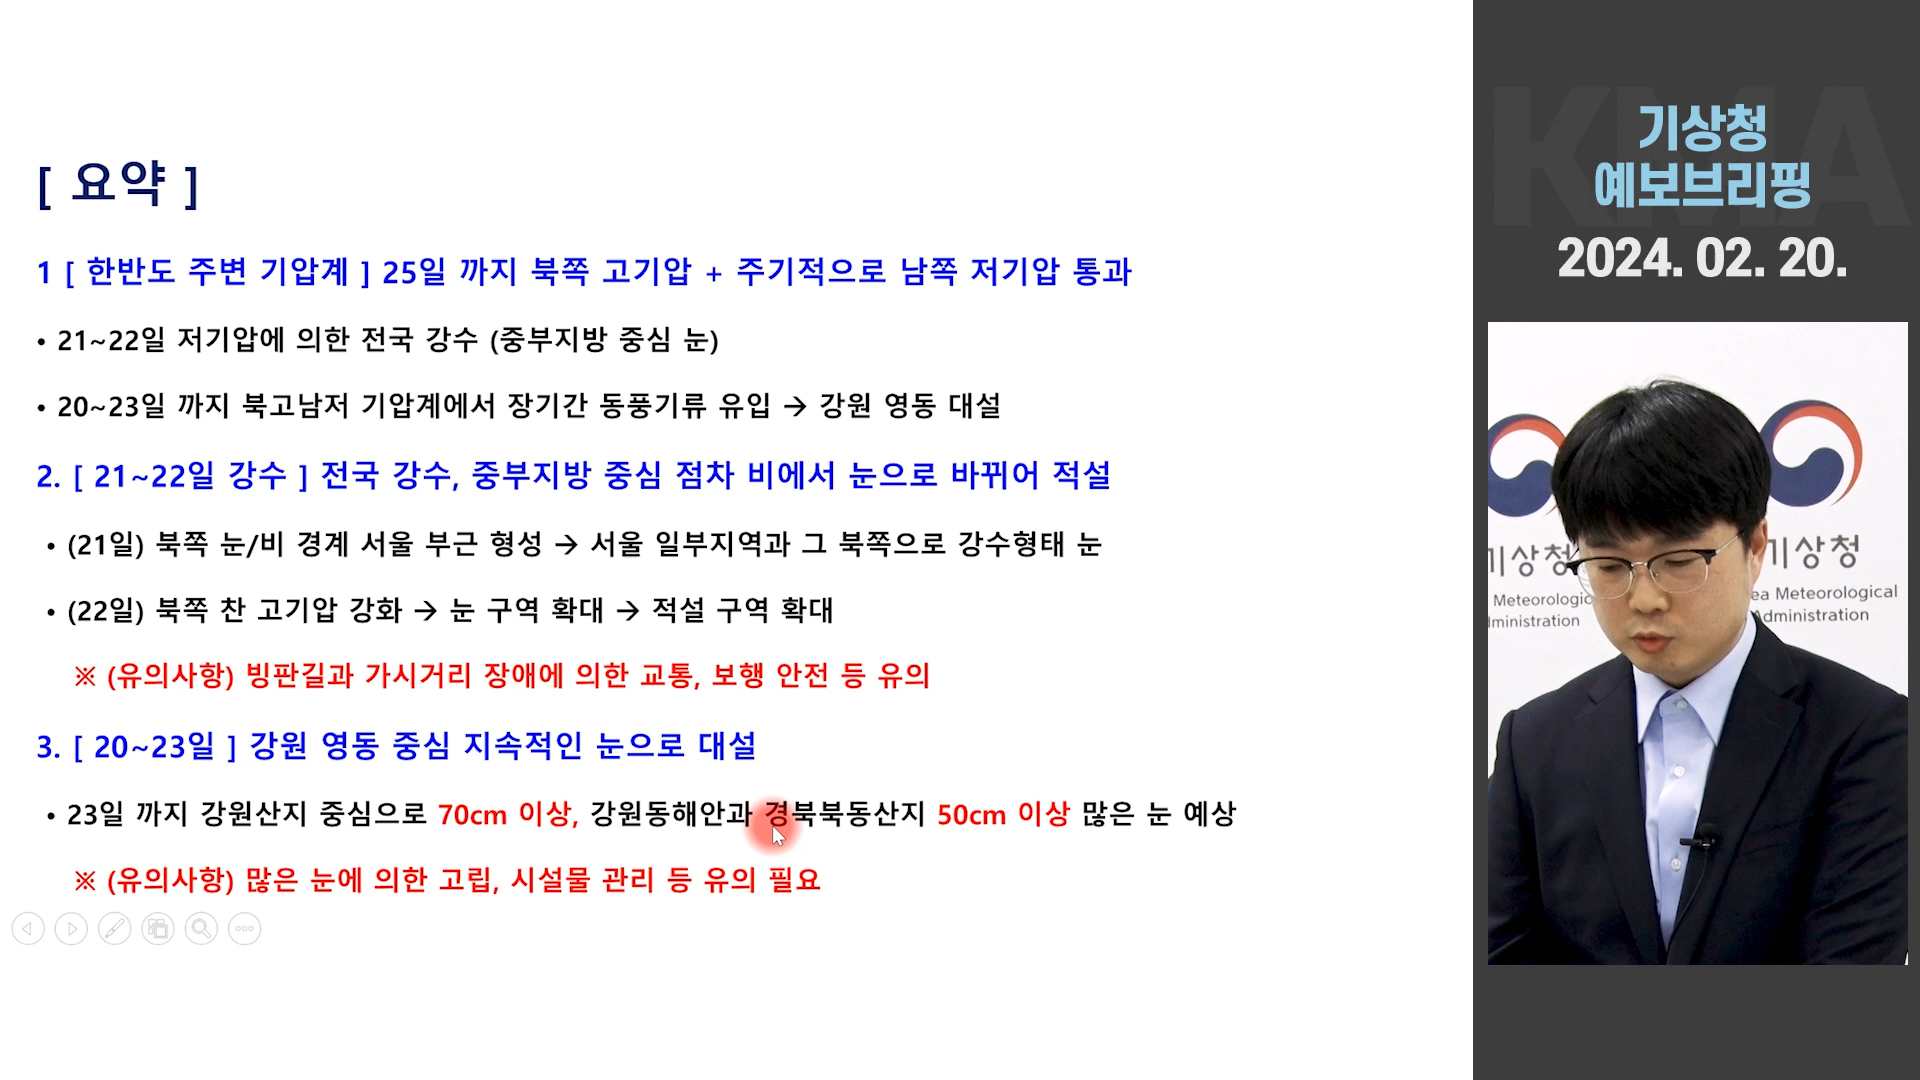 [ 요약 ]
1 [ 한반도 주변 기압계 ] 25일 까지 북쪽 고기압 + 주기적으로 남쪽 저기압 통과
• 21~22일 저기압에 의한 전국 강수 (중부지방 중심 눈)
• 20~23일 까지 북고남저 기압계에서 장기간 동풍기류 유입 → 강원 영동 대설
2. [ 21~22일 강수 ] 전국 강수, 중부지방 중심 점차 비에서 눈으로 바뀌어 적설
• (21일) 북쪽 눈/비 경계 서울 부근 형성 → 서울 일부지역과 그 북쪽으로 강수형태 눈
• (22일) 북쪽 찬 고기압 강화 → 눈 구역 확대 → 적설 구역 확대
※ (유의사항) 빙판길과 가시거리 장애에 의한 교통, 보행 안전 등 유의
3. [ 20~23일 ] 강원 영동 중심 지속적인 눈으로 대설
• 23일 까지 강원산지 중심으로 70cm 이상, 강원동해안과 경북북동산지 50cm 이상 많은 눈 예상
※ (유의사항) 많은 눈에 의한 고립, 시설물 관리 등 유의 필요
KMA
기상청
예보브리핑
2024. 02. 20.
기상청
Meteorologic
ministration
기상청
ea Meteorological
Administration